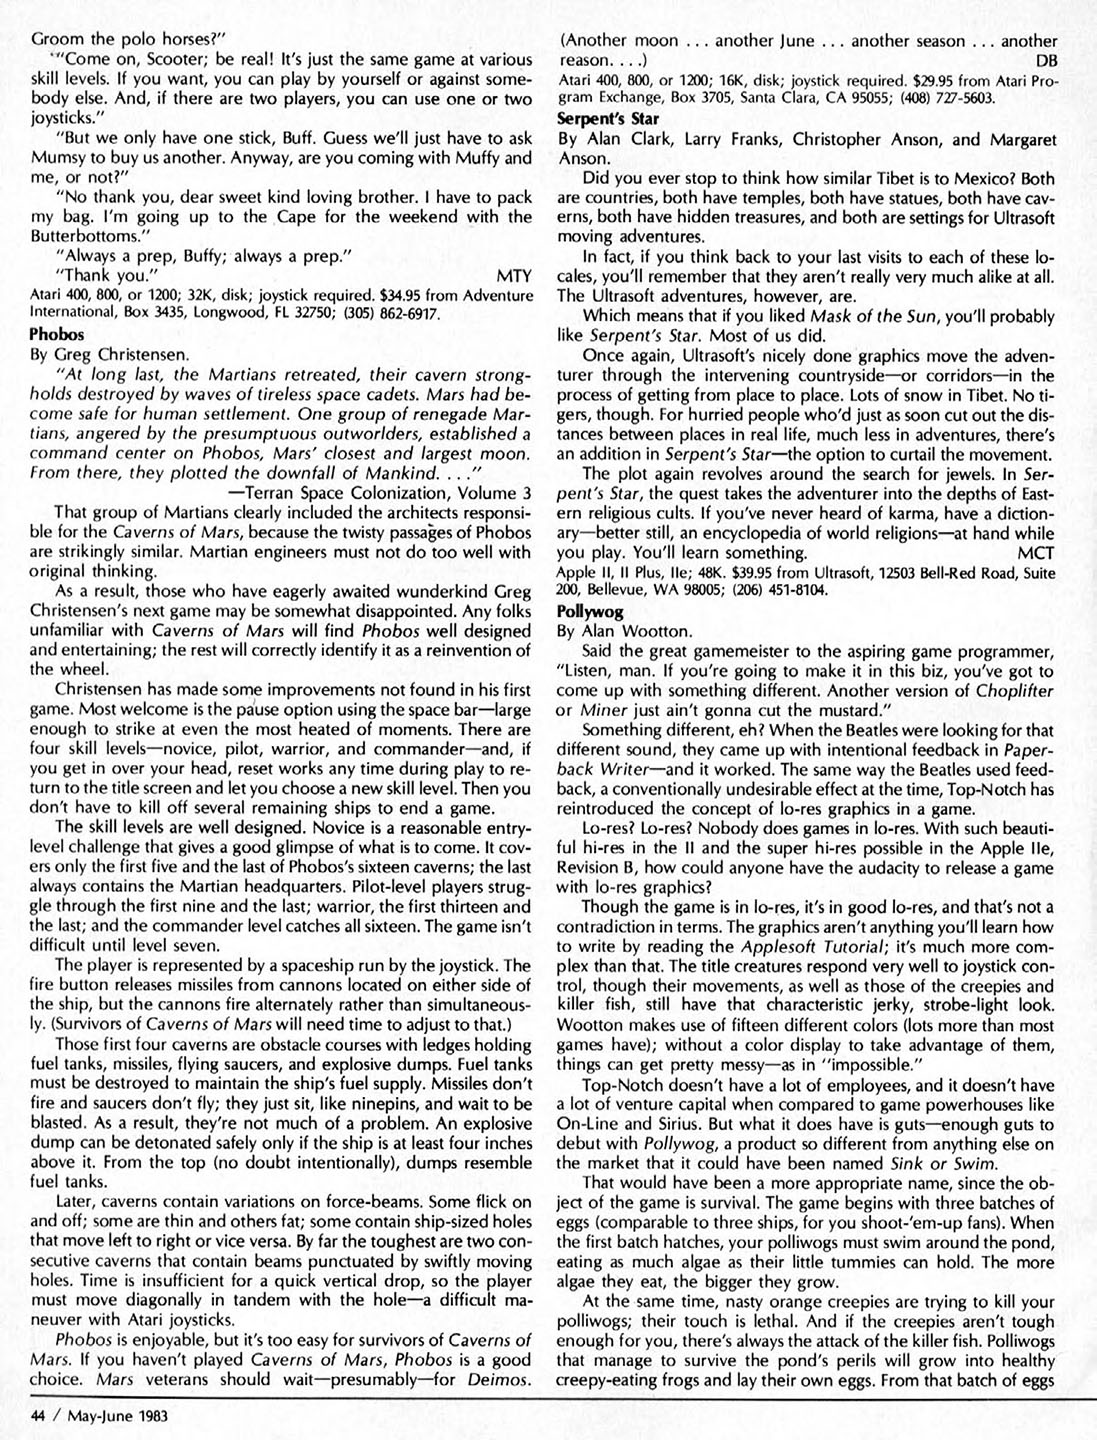 Groom the polo horses?"
"Come on, Scooter; be real! It's just the same game at various
skill levels. If you want, you can play by yourself or against some-
body else. And, if there are two players, you can use one or two
joysticks."
"But we only have one stick, Buff. Guess we'll just have to ask
Mumsy to buy us another. Anyway, are you coming with Muffy and
me, or not?"
"No thank you, dear sweet kind loving brother. I have to pack
my bag. I'm going up to the Cape for the weekend with the
Butterbottoms."
"Always a prep, Buffy; always a prep."
"Thank you." MTY
Atari 400, 800, or 1200; 32K, disk; joystick required. $34.95 from Adventure
International, Box 3435, Longwood, FL 32750; (305) 862-6917.
Phobos
By Greg Christensen.
"At long last, the Martians retreated, their cavern strong-
holds destroyed by waves of tireless space cadets. Mars had be-
come safe for human settlement. One group of renegade Mar-
tians, angered by the presumptuous outworlders, established a
command center on Phobos, Mars' closest and largest moon.
From there, they plotted the downfall of Mankind. . . ."
—Terran Space Colonization, Volume 3
That group of Martians clearly included the architects responsi-
ble for the Caverns of Mars, because the twisty passages of Phobos
are strikingly similar. Martian engineers must not do too well with
original thinking.
As a result, those who have eagerly awaited wunderkind Greg
Christensen's next game may be somewhat disappointed. Any folks
unfamiliar with Caverns of Mars will find Phobos well designed
and entertaining; the rest will correctly identify it as a reinvention of
the wheel.
Christensen has made some improvements not found in his first
game. Most welcome is the pause option using the space bar—large
enough to strike at even the most heated of moments. There are
four skill levels—novice, pilot, warrior, and commander—and, if
you get in over your head, reset works any time during play to re-
turn to the title screen and let you choose a new skill level. Then you
don't have to kill off several remaining ships to end a game.
The skill levels are well designed. Novice is a reasonable entry-
level challenge that gives a good glimpse of what is to come. It cov-
ers only the first five and the last of Phobos's sixteen caverns; the last
always contains the Martian headquarters. Pilot-level players strug-
gle through the first nine and the last; warrior, the first thirteen and
the last; and the commander level catches all sixteen. The game isn't
difficult until level seven.
The player is represented by a spaceship run by the joystick. The
fire button releases missiles from cannons located on either side of
the ship, but the cannons fire alternately rather than simultaneous-
ly. (Survivors of Caverns of Mars will need time to adjust to that.)
Those first four caverns are obstacle courses with ledges holding
fuel tanks, missiles, flying saucers, and explosive dumps. Fuel tanks
must be destroyed to maintain the ship's fuel supply. Missiles don't
fire and saucers don't fly; they just sit, like ninepins, and wait to be
blasted. As a result, they're not much of a problem. An explosive
dump can be detonated safely only if the ship is at least four inches
above it. From the top (no doubt intentionally), dumps resemble
fuel tanks.
Later, caverns contain variations on force-beams. Some flick on
and off; some are thin and others fat; some contain ship-sized holes
that move left to right or vice versa. By far the toughest are two con-
secutive caverns that contain beams punctuated by swiftly moving
holes. Time is insufficient for a quick vertical drop, so the player
must move diagonally in tandem with the hole—a difficult ma-
neuver with Atari joysticks.
Phobos is enjoyable, but it's too easy for survivors of Caverns of
Mars. If you haven't played Caverns of Mars, Phobos is a good
choice. Mars veterans should wait—presumably—for Deimos.
(Another moon . . . another June . . . another season . . . another
reason. . . .) DB
Atari 400, 800, or 1200; 16K, disk; joystick required. $29.95 from Atari Pro-
gram Exchange, Box 3705, Santa Clara, CA 95055; (408) 727-5603.
Serpent's Star
By Alan Clark, Larry Franks, Christopher Anson, and Margaret
Anson.
Did you ever stop to think how similar Tibet is to Mexico? Both
are countries, both have temples, both have statues, both have cav-
erns, both have hidden treasures, and both are settings for Ultrasoft
moving adventures.
In fact, if you think back to your last visits to each of these lo-
cales, you'll remember that they aren't really very much alike at all.
The Ultrasoft adventures, however, are.
Which means that if you liked Mask of the Sun, you'll probably
like Serpent's Star. Most of us did.
Once again, Ultrasoft's nicely done graphics move the adven-
turer through the intervening countryside—or corridors—in the
process of getting from place to place. Lots of snow in Tibet. No ti-
gers, though. For hurried people who'd just as soon cut out the dis-
tances between places in real life, much less in adventures, there's
an addition in Serpent's Star—the option to curtail the movement.
The plot again revolves around the search for jewels. In Ser-
pent's Star, the quest takes the adventurer into the depths of East-
ern religious cults. If you've never heard of karma, have a diction-
ary—better still, an encyclopedia of world religions—at hand while
you play. You'll learn something. MCT
Apple II, II Plus, IIe; 48K. $39.95 from Ultrasoft, 12503 Bell-Red Road, Suite
200, Bellevue, WA 98005; (206) 451-8104.
Pollywog
By Alan Wootton.
Said the great gamemeister to the aspiring game programmer,
"Listen, man. If you're going to make it in this biz, you've got to
come up with something different. Another version of Choplifter
or Miner just ain't gonna cut the mustard."
Something different, eh? When the Beatles were looking for that
different sound, they came up with intentional feedback in Paper-
back Writer—and it worked. The same way the Beatles used feed-
back, a conventionally undesirable effect at the time, Top-Notch has
reintroduced the concept of lo-res graphics in a game.
Lo-res? Lo-res? Nobody does games in lo-res. With such beauti-
ful hi-res in the II and the super hi-res possible in the Apple IIe,
Revision B, how could anyone have the audacity to release a game
with lo-res graphics?
Though the game is in lo-res, it's in good lo-res, and that's not a
contradiction in terms. The graphics aren't anything you'll learn how
to write by reading the Applesoft Tutorial; it's much more com-
plex than that. The title creatures respond very well to joystick con-
trol, though their movements, as well as those of the creepies and
killer fish, still have that characteristic jerky, strobe-light look.
Wootton makes use of fifteen different colors (lots more than most
games have); without a color display to take advantage of them,
things can get pretty messy—as in "impossible."
Top-Notch doesn't have a lot of employees, and it doesn't have
a lot of venture capital when compared to game powerhouses like
On-Line and Sirius. But what it does have is guts—enough guts to
debut with Pollywog, a product so different from anything else on
the market that it could have been named Sink or Swim.
That would have been a more appropriate name, since the ob-
ject of the game is survival. The game begins with three batches of
eggs (comparable to three ships, for you shoot-'em-up fans). When
the first batch hatches, your polliwogs must swim around the pond,
eating as much algae as their little tummies can hold. The more
algae they eat, the bigger they grow.
At the same time, nasty orange creepies are trying to kill your
polliwogs; their touch is lethal. And if the creepies aren't tough
enough for you, there's always the attack of the killer fish. Polliwogs
that manage to survive the pond's perils will grow into healthy
creepy-eating frogs and lay their own eggs. From that batch of eggs
44 / May-June 1983